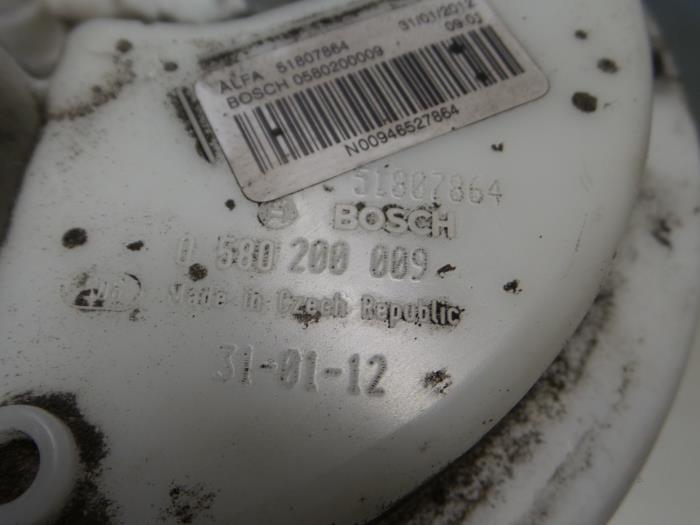 ALFA 51807864 31/01/2012
BOSCH 0580200009 09:03
N00946527864
51807864
BOSCH
0 580 200 009
Made in Czech Republic
31-01-12